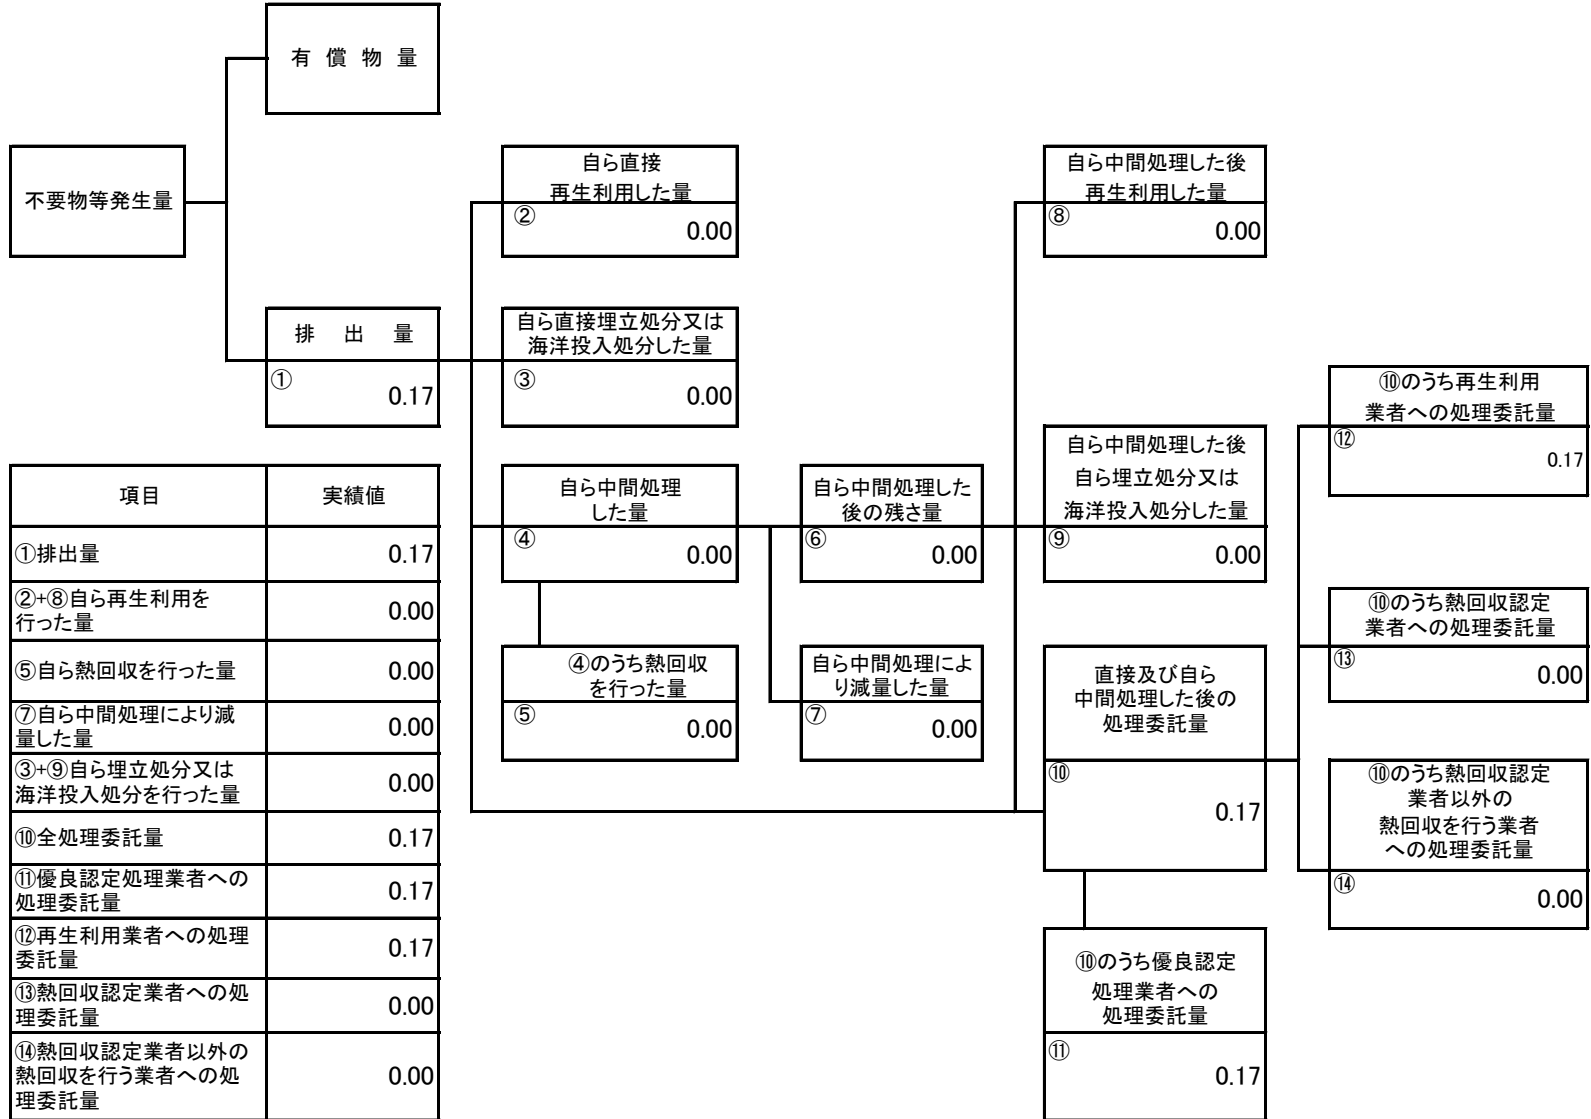 有 償 物 量
不要物等発生量
自ら直接
再生利用した量
②
0.00
自ら中間処理した後
再生利用した量
⑧
0.00
排 出 量
①
0.17
自ら直接埋立処分又は
海洋投入処分した量
③
0.00
⑩のうち再生利用
業者への処理委託量
⑫
0.17
自ら中間処理
した量
④
0.00
自ら中間処理した
後の残さ量
⑥
0.00
自ら中間処理した後
自ら埋立処分又は
海洋投入処分した量
⑨
0.00
⑩のうち熱回収認定
業者への処理委託量
⑬
0.00
④のうち熱回収
を行った量
⑤
0.00
自ら中間処理によ
り減量した量
⑦
0.00
直接及び自ら
中間処理した後の
処理委託量
⑩
0.17
⑩のうち熱回収認定
業者以外の
熱回収を行う業者
への処理委託量
⑭
0.00
⑩のうち優良認定
処理業者への
処理委託量
⑪
0.17
項目 実績値
①排出量 0.17
②+⑧自ら再生利用を
行った量 0.00
⑤自ら熱回収を行った量 0.00
⑦自ら中間処理により減
量した量 0.00
③+⑨自ら埋立処分又は
海洋投入処分を行った量 0.00
⑩全処理委託量 0.17
⑪優良認定処理業者への
処理委託量 0.17
⑫再生利用業者への処理
委託量 0.17
⑬熱回収認定業者への処
理委託量 0.00
⑭熱回収認定業者以外の
熱回収を行う業者への処
理委託量 0.00